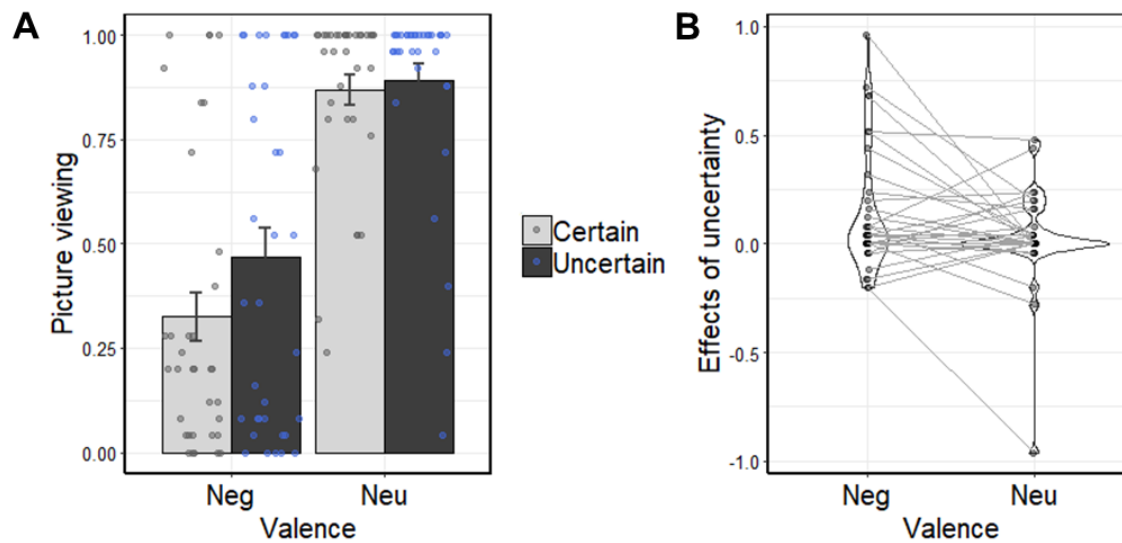 A
Picture viewing
1.00
0.75
0.50
0.25
0.00
Neg
Neu
Valence
Certain
Uncertain
B
Effects of uncertainty
1.0
0.5
0.0
-0.5
-1.0
Neg
Neu
Valence